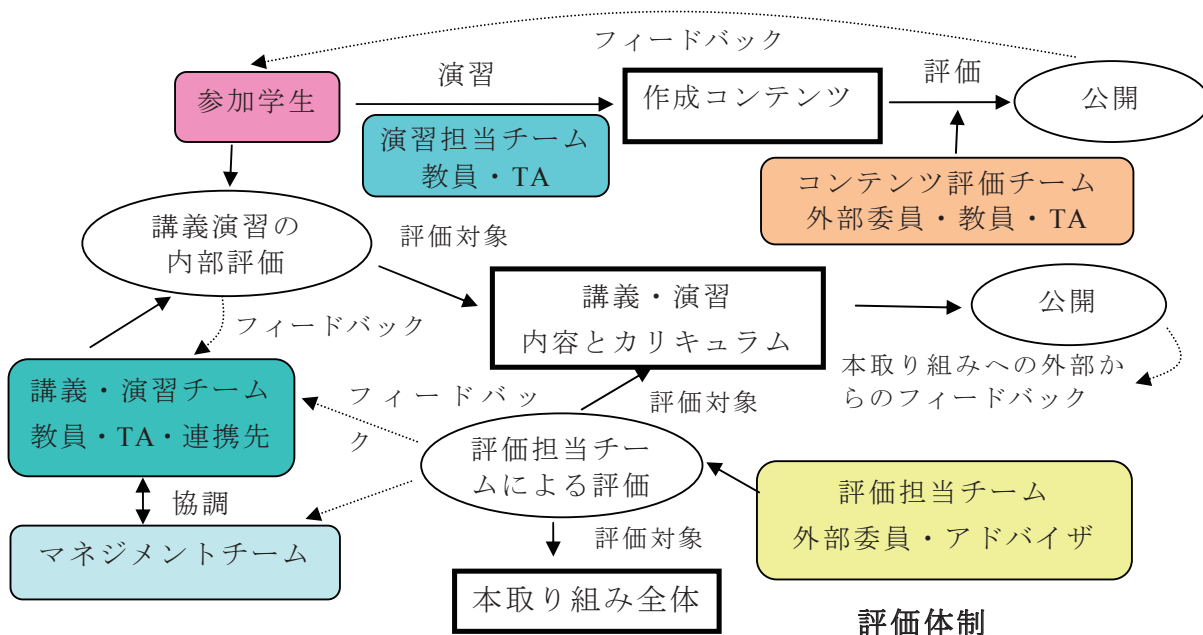 フィードバック
参加学生
演習
作成コンテンツ
評価
公開
演習担当チーム
教員・TA
コンテンツ評価チーム
外部委員・教員・TA
講義演習の
内部評価
評価対象
講義・演習
内容とカリキュラム
公開
フィードバック
本取り組みへの外部か
らのフィードバック
講義・演習チーム
教員・TA・連携先
フィードバッ
ク
評価対象
評価担当チー
ムによる評価
評価担当チーム
外部委員・アドバイザ
協調
マネジメントチーム
評価対象
本取り組み全体
評価体制